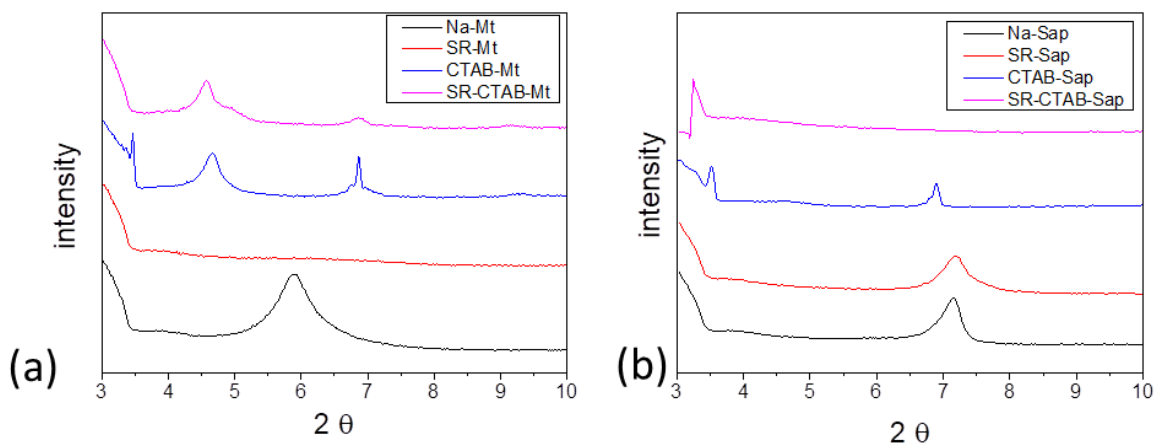 Na-Mt
SR-Mt
CTAB-Mt
SR-CTAB-Mt
intensity
3 4 5 6 7 8 9 10
2 θ
(a)
Na-Sap
SR-Sap
CTAB-Sap
SR-CTAB-Sap
intensity
3 4 5 6 7 8 9 10
2 θ
(b)